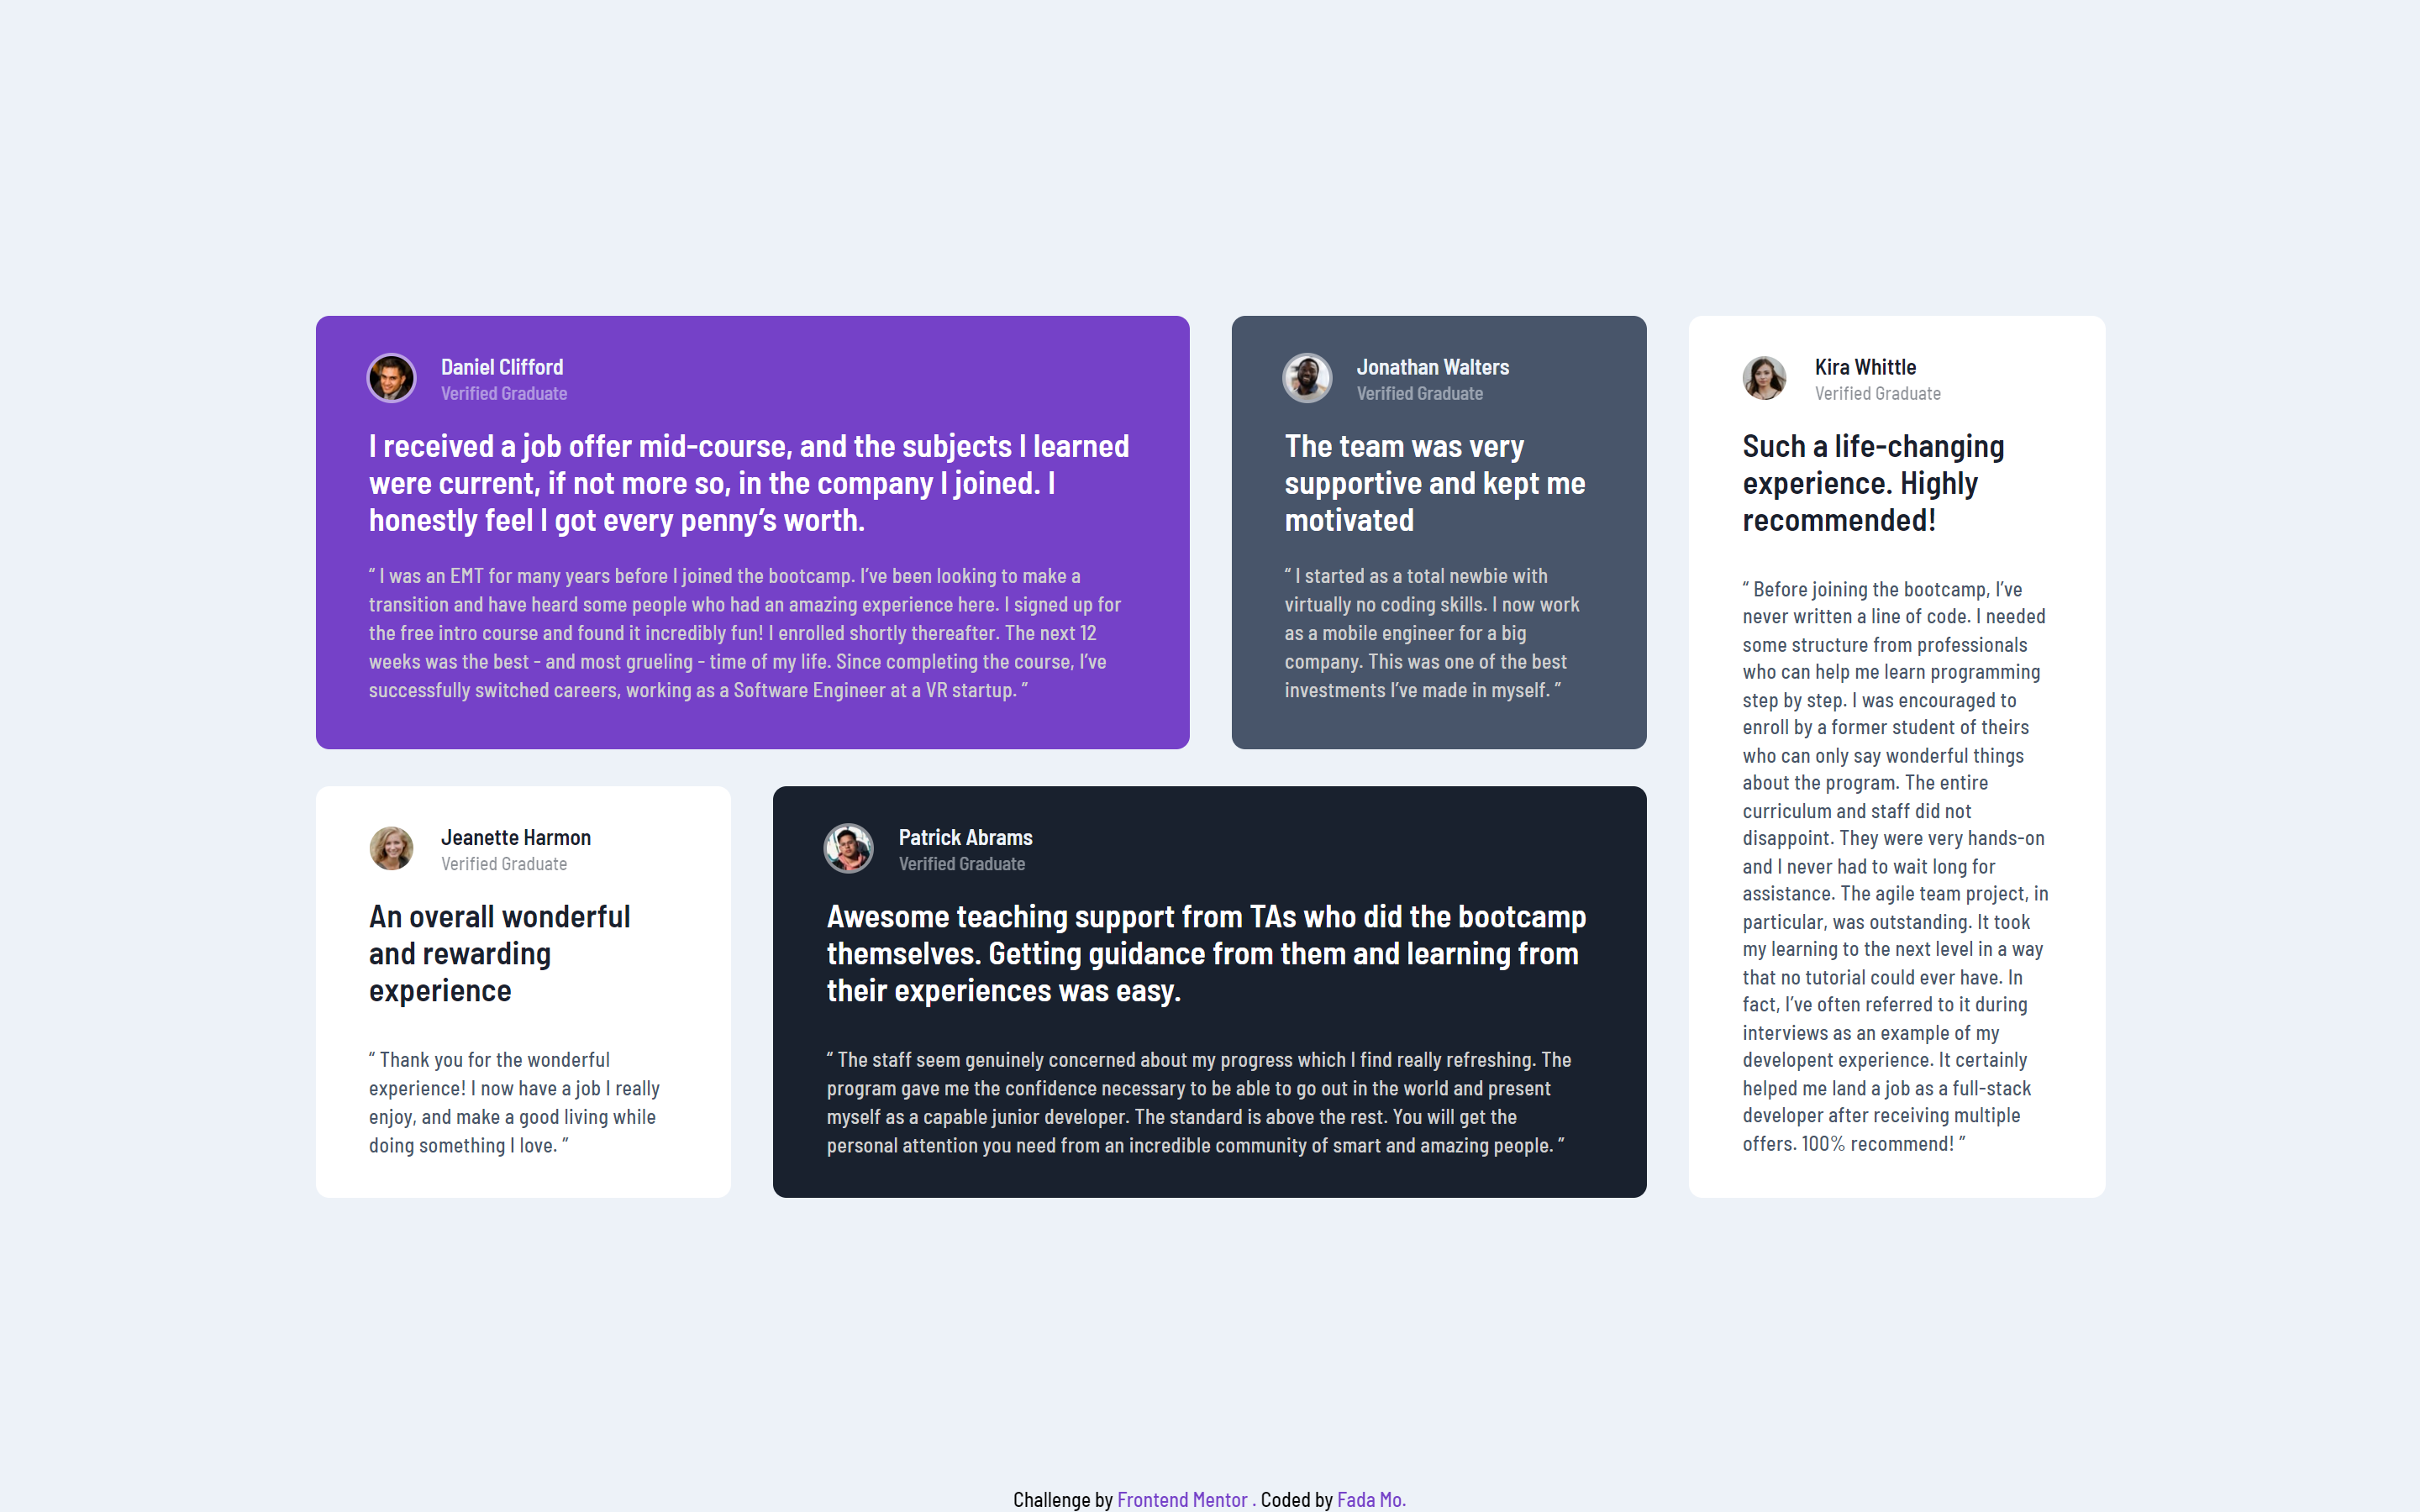 Daniel Clifford
Verified Graduate
I received a job offer mid-course, and the subjects I learned
were current, if not more so, in the company I joined. I
honestly feel I got every penny’s worth.
“ I was an EMT for many years before I joined the bootcamp. I’ve been looking to make a
transition and have heard some people who had an amazing experience here. I signed up for
the free intro course and found it incredibly fun! I enrolled shortly thereafter. The next 12
weeks was the best - and most grueling - time of my life. Since completing the course, I’ve
successfully switched careers, working as a Software Engineer at a VR startup. ”
Jonathan Walters
Verified Graduate
The team was very
supportive and kept me
motivated
“ I started as a total newbie with
virtually no coding skills. I now work
as a mobile engineer for a big
company. This was one of the best
investments I’ve made in myself. ”
Kira Whittle
Verified Graduate
Such a life-changing
experience. Highly
recommended!
“ Before joining the bootcamp, I’ve
never written a line of code. I needed
some structure from professionals
who can help me learn programming
step by step. I was encouraged to
enroll by a former student of theirs
who can only say wonderful things
about the program. The entire
curriculum and staff did not
disappoint. They were very hands-on
and I never had to wait long for
assistance. The agile team project, in
particular, was outstanding. It took
my learning to the next level in a way
that no tutorial could ever have. In
fact, I’ve often referred to it during
interviews as an example of my
developent experience. It certainly
helped me land a job as a full-stack
developer after receiving multiple
offers. 100% recommend! ”
Jeanette Harmon
Verified Graduate
An overall wonderful
and rewarding
experience
“ Thank you for the wonderful
experience! I now have a job I really
enjoy, and make a good living while
doing something I love. ”
Patrick Abrams
Verified Graduate
Awesome teaching support from TAs who did the bootcamp
themselves. Getting guidance from them and learning from
their experiences was easy.
“ The staff seem genuinely concerned about my progress which I find really refreshing. The
program gave me the confidence necessary to be able to go out in the world and present
myself as a capable junior developer. The standard is above the rest. You will get the
personal attention you need from an incredible community of smart and amazing people. ”
Challenge by Frontend Mentor . Coded by Fada Mo.